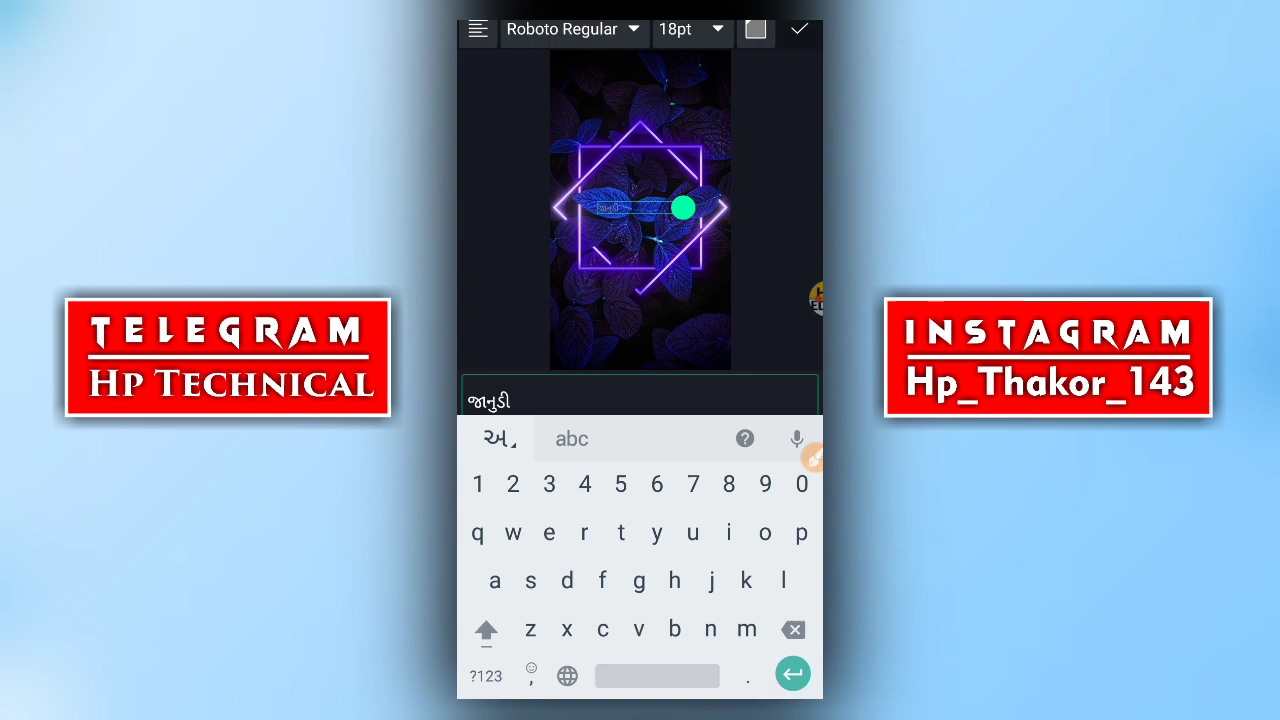 Roboto Regular 18pt
જાનુડી
TELEGRAM
HP TECHNICAL
INSTAGRAM
Hp_Thakor_143
જાનુડી
અ abc ?
1 2 3 4 5 6 7 8 9 0
q w e r t y u i o p
a s d f g h j k l
z x c v b n m
?123 , .